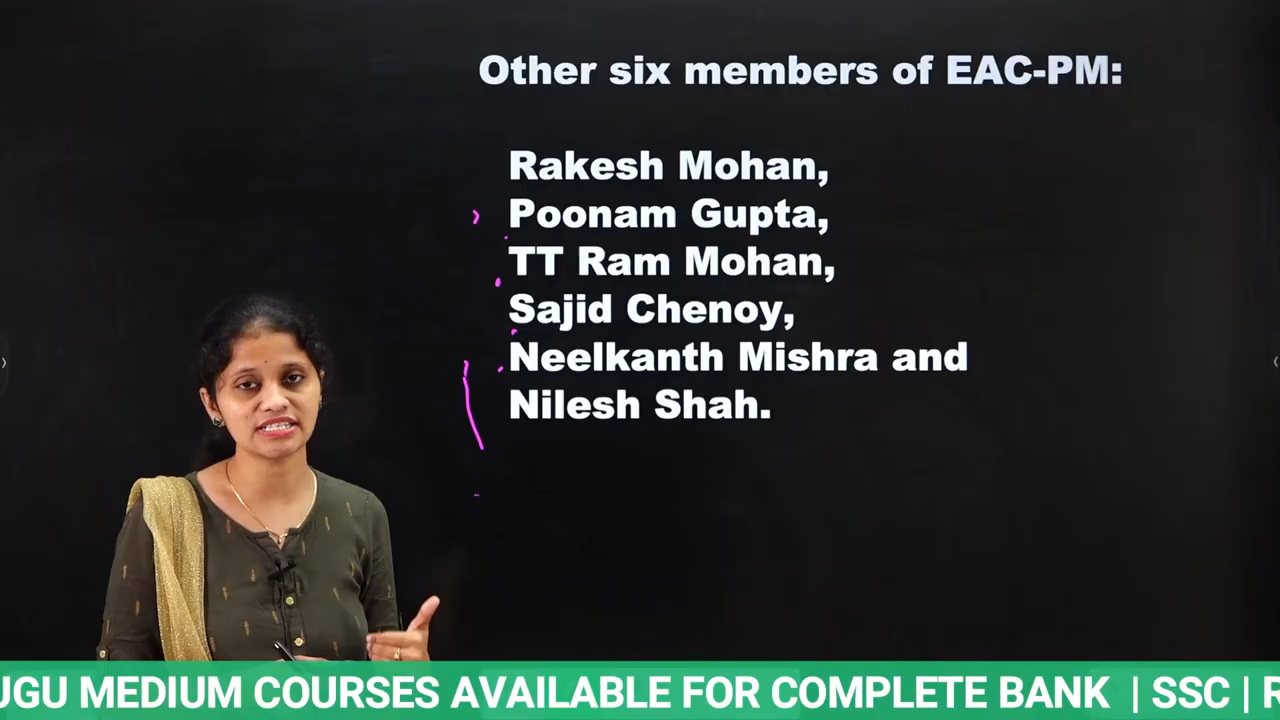 Other six members of EAC-PM:
Rakesh Mohan,
Poonam Gupta,
TT Ram Mohan,
Sajid Chenoy,
Neelkanth Mishra and
Nilesh Shah.
UGU MEDIUM COURSES AVAILABLE FOR COMPLETE BANK | SSC | R